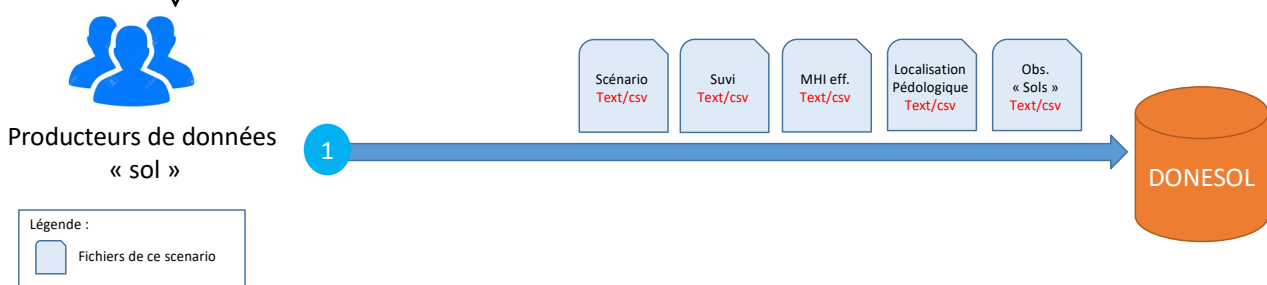 Producteurs de données
« sol »
1
Scénario
Text/csv
Suvi
Text/csv
MHI eff.
Text/csv
Localisation
Pédologique
Text/csv
Obs.
« Sols »
Text/csv
DONESOL
Légende :
Fichiers de ce scenario